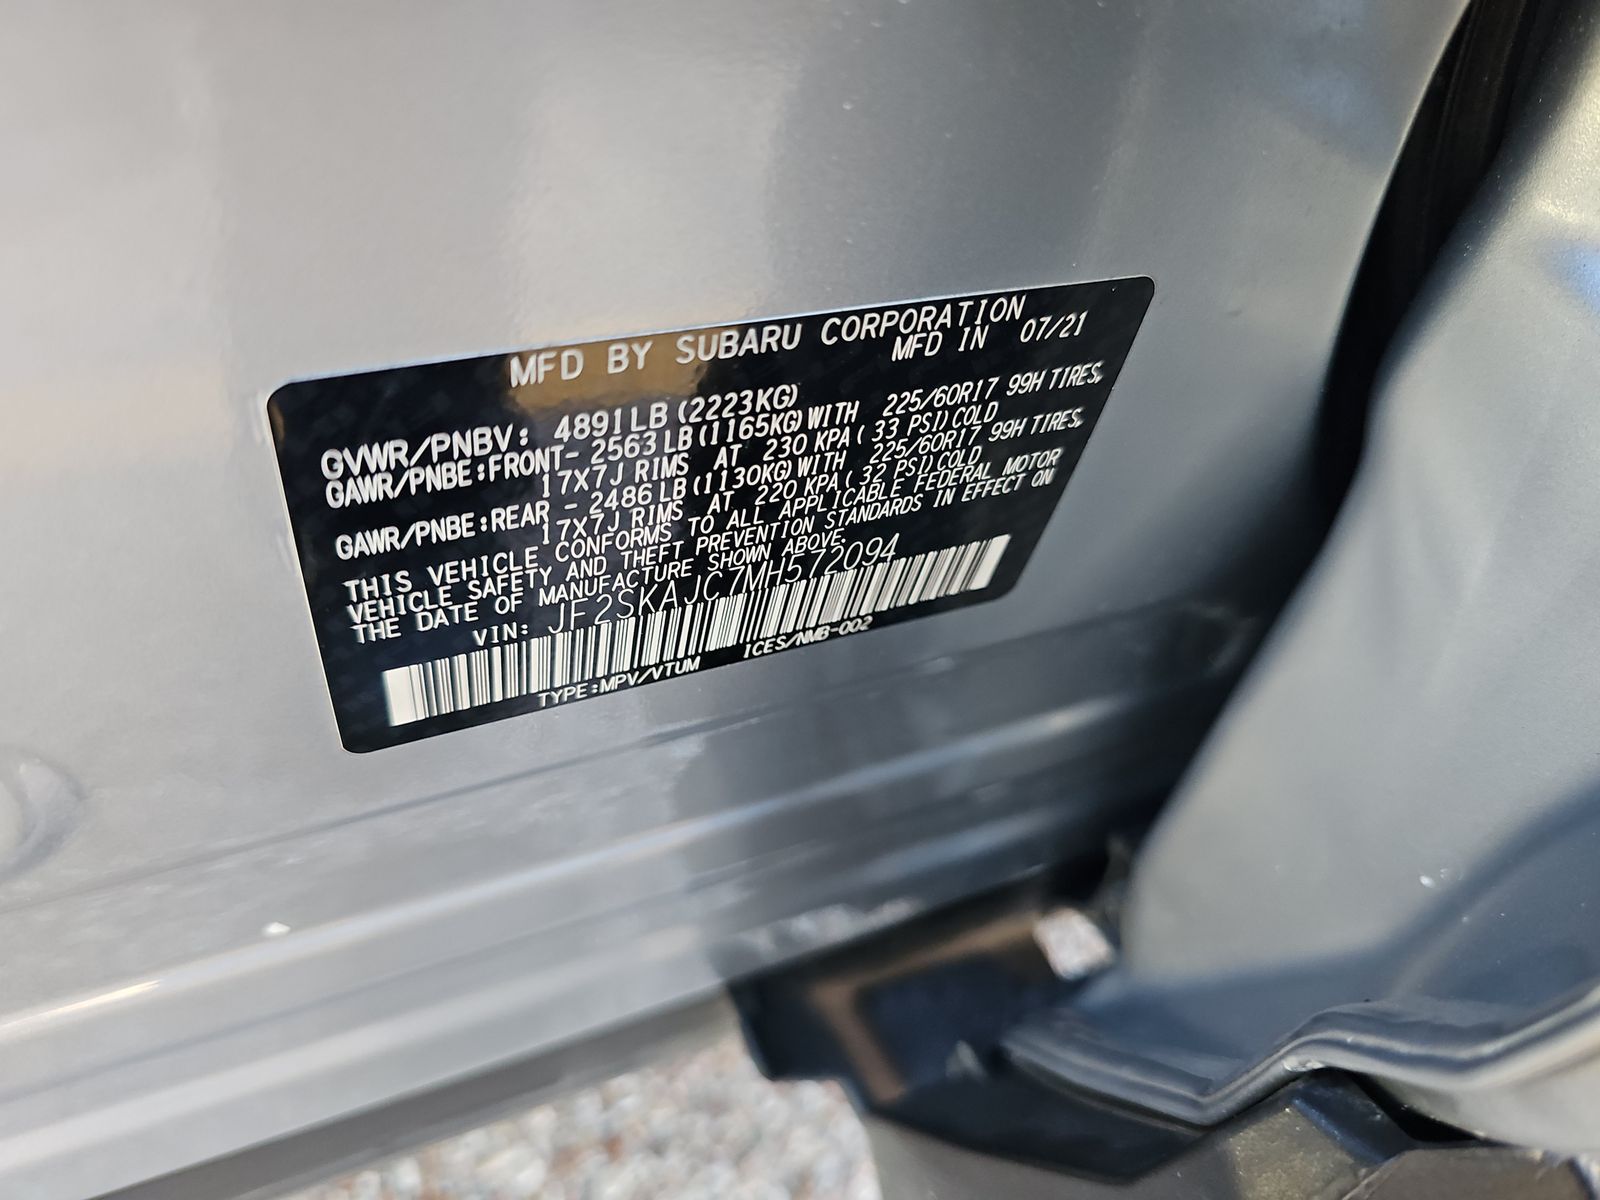 MFD BY SUBARU CORPORATION
MFD IN 07/21
GVWR/PNBV: 4891LB(2223KG)
GAWR/PNBE:FRONT- 2563LB(1165KG)WITH 225/60R17 99H TIRES,
17X7J RIMS AT 230 KPA(33 PSI)COLD
GAWR/PNBE:REAR - 2486LB(1130KG)WITH 225/60R17 99H TIRES,
17X7J RIMS AT 220 KPA(32 PSI)COLD
THIS VEHICLE CONFORMS TO ALL APPLICABLE FEDERAL MOTOR
VEHICLE SAFETY AND THEFT PREVENTION STANDARDS IN EFFECT ON
THE DATE OF MANUFACTURE SHOWN ABOVE.
VIN: JF2SKAJC7MH572094
TYPE:MPV/VTUM ICES/NMB-002